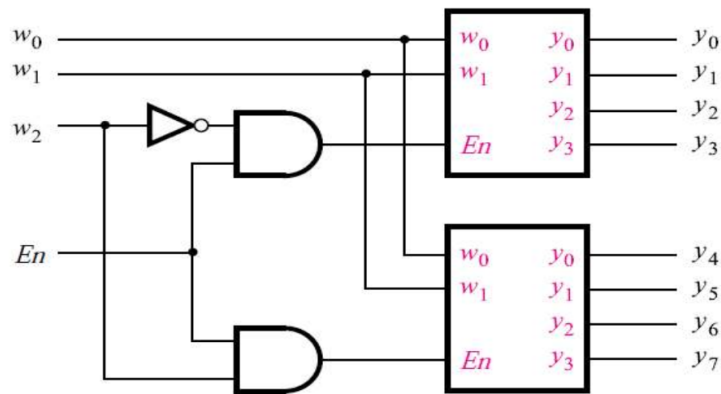 w₀ w₀ y₀ y₀
w₁ w₁ y₁ y₁
y₂ y₂
w₂
En y₃ y₃
En
w₀ y₀ y₄
w₁ y₁ y₅
y₂ y₆
En y₃ y₇